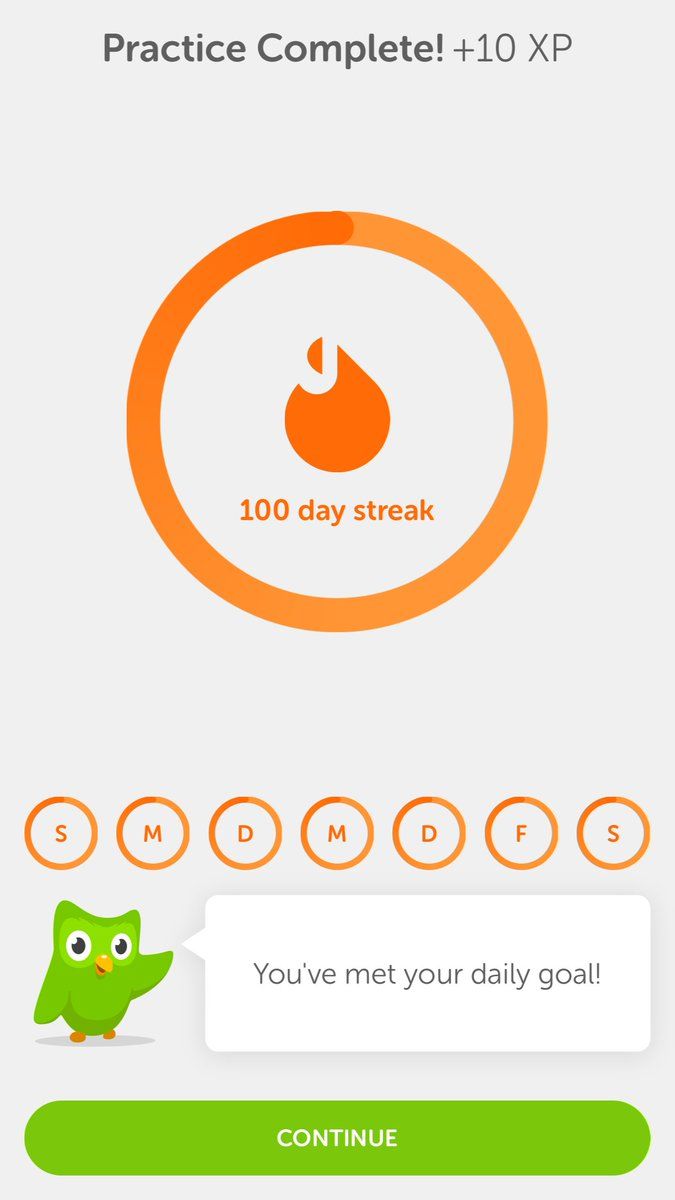 Practice Complete! +10 XP
100 day streak
S M D M D F S
You've met your daily goal!
CONTINUE